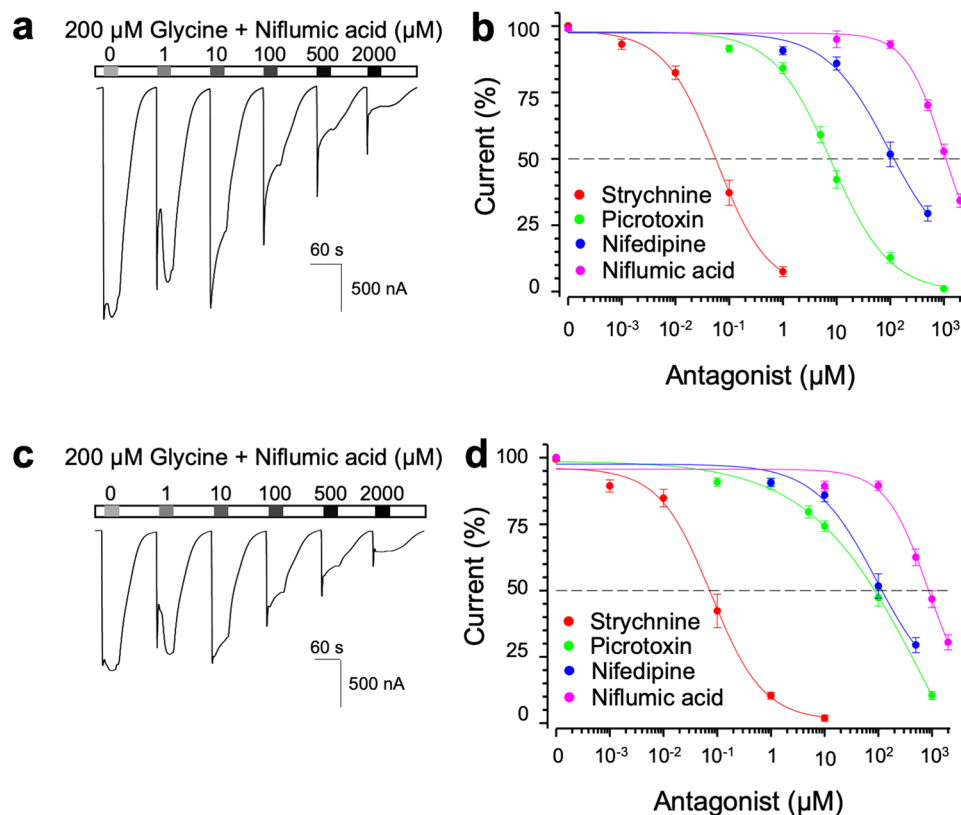 a
200 µM Glycine + Niflumic acid (µM)
0 1 10 100 500 2000
60 s
500 nA
b
Current (%)
100
75
50
25
0
Strychnine
Picrotoxin
Nifedipine
Niflumic acid
0 10⁻³ 10⁻² 10⁻¹ 1 10 10² 10³
Antagonist (µM)
c
200 µM Glycine + Niflumic acid (µM)
0 1 10 100 500 2000
60 s
500 nA
d
Current (%)
100
75
50
25
0
Strychnine
Picrotoxin
Nifedipine
Niflumic acid
0 10⁻³ 10⁻² 10⁻¹ 1 10 10² 10³
Antagonist (µM)